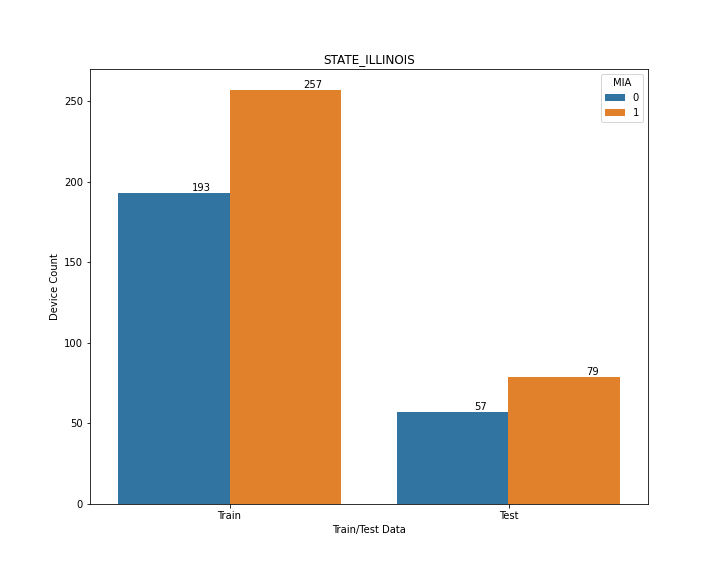 STATE_ILLINOIS
MIA
0
1
257
193
79
57
250
200
150
100
50
0
Device Count
Train
Test
Train/Test Data